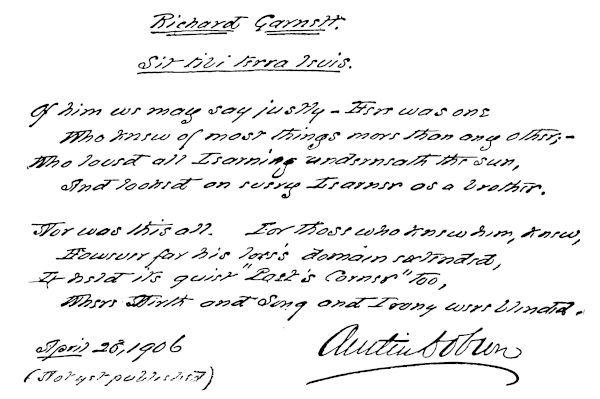 Richard Garnett.
Sit tibi terra levis.
Of him we may say justly – Here was one
Who knew of most things more than any other;–
Who loved all Learning underneath the sun,
And looked on every Learner as a brother.
Nor was this all. For those who knew him, knew,
However far his lore's domain extended,
It held its quiet "Poet's Corner" too,
Where Mirth and Song and Irony were blended.
April 28, 1906
Austin Dobson
(Not yet published)